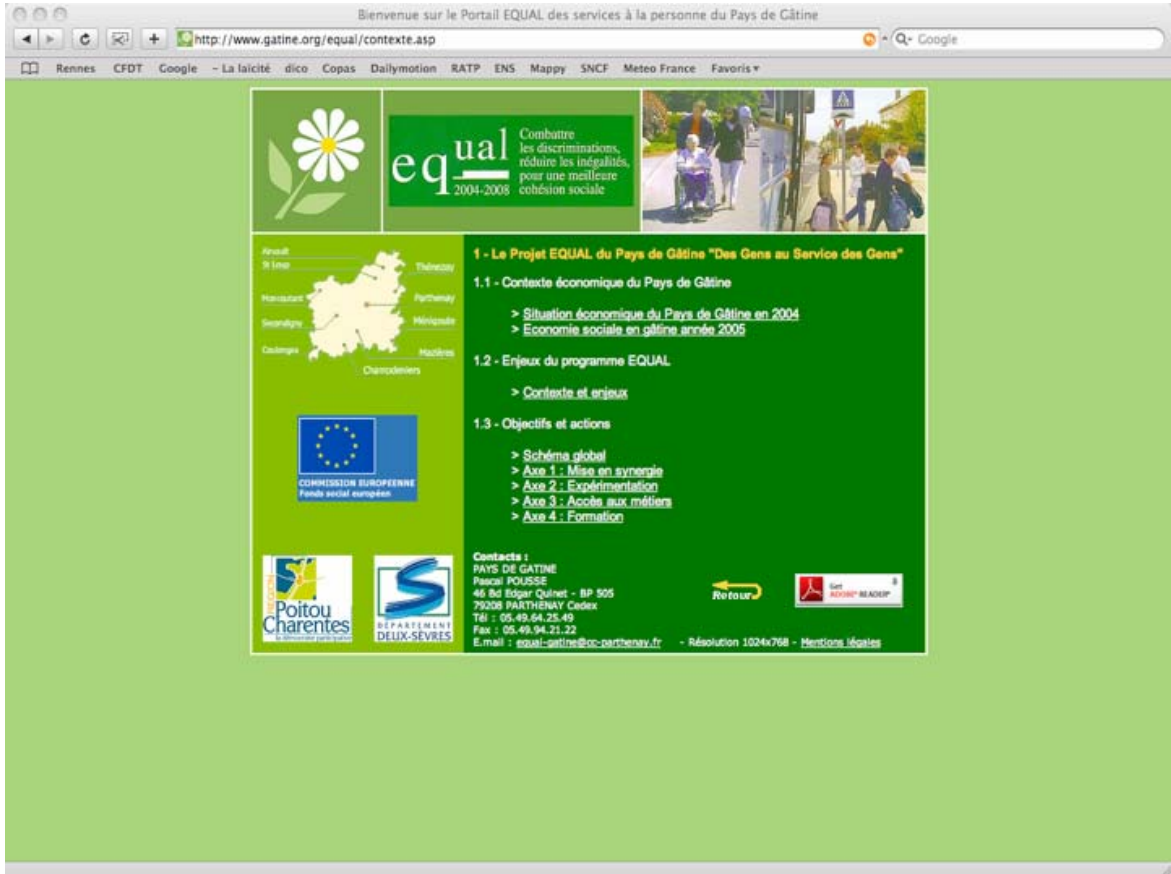 Bienvenue sur le Portail EQUAL des services à la personne du Pays de Gâtine
http://www.gatine.org/equal/contexte.asp
Google
Rennes CFDT Google ~ La laïcité dico Copas Dailymotion RATP ENS Mappy SNCF Meteo France Favoris
equal
2004-2008
Combattre
les discriminations,
réduire les inégalités,
pour une meilleure
cohésion sociale
Airvault
St Loup
Thénezay
Moncoutant
Parthenay
Secondigny
Ménigoute
Coulonges
Mazières
Champdeniers
COMMISSION EUROPEENNE
Fonds social européen
RÉGION
Poitou
Charentes
la démocratie participative
DÉPARTEMENT
DEUX-SÈVRES
1 - Le Projet EQUAL du Pays de Gâtine "Des Gens au Service des Gens"
1.1 - Contexte économique du Pays de Gâtine
> Situation économique du Pays de Gâtine en 2004
> Economie sociale en gâtine année 2005
1.2 - Enjeux du programme EQUAL
> Contexte et enjeux
1.3 - Objectifs et actions
> Schéma global
> Axe 1 : Mise en synergie
> Axe 2 : Expérimentation
> Axe 3 : Accès aux métiers
> Axe 4 : Formation
Contacts :
PAYS DE GATINE
Pascal POUSSE
46 Bd Edgar Quinet - BP 505
79208 PARTHENAY Cedex
Tél : 05.49.64.25.49
Fax : 05.49.94.21.22
E.mail : equal-gatine@cc-parthenay.fr - Résolution 1024x768 - Mentions légales
Retour
Get
ADOBE® READER®